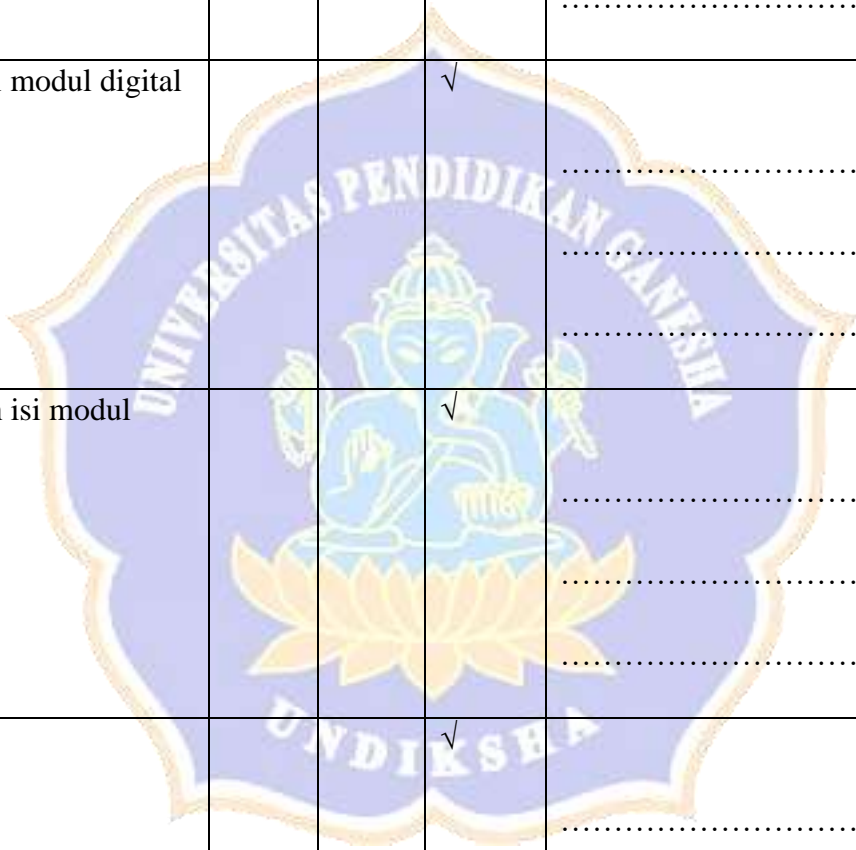 ………………………
modul digital √
………………………
UNIVERSITAS PENDIDIKAN GANESHA
………………………
………………………
isi modul √
………………………
………………………
………………………
UNDIKSHA
√
………………………